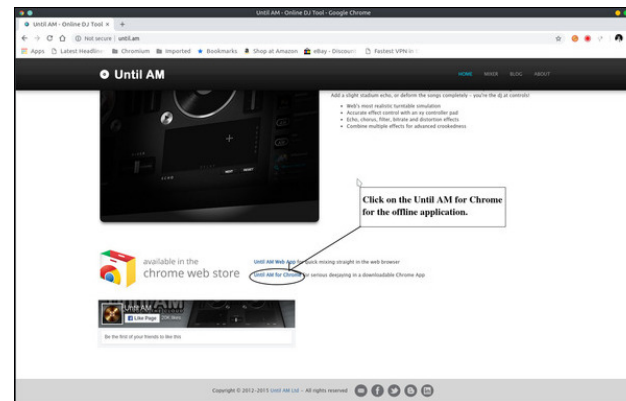 Until AM - Online DJ Tool - Google Chrome
Until AM - Online DJ Tool
Not secure | until.am
Apps Latest Headline Chromium Imported Bookmarks Shop at Amazon eBay - Discount Fastest VPN
Until AM
HOME MIXER BLOG ABOUT
Add a slight stadium echo, or deform the songs completely - you're the dj at controls!
Web's most realistic turntable simulation
Accurate effect control with an xy controller pad
Echo, chorus, filter, bitrate and distortion effects
Combine multiple effects for advanced crookedness
Click on the Until AM for Chrome
for the offline application.
available in the
chrome web store
Until AM Web App for quick mixing straight in the web browser
Until AM for Chrome for serious deejaying in a downloadable Chrome App
Until AM
Like Page
likes
Be the first of your friends to like this
Copyright © 2012-2015 Until AM Ltd - All rights reserved